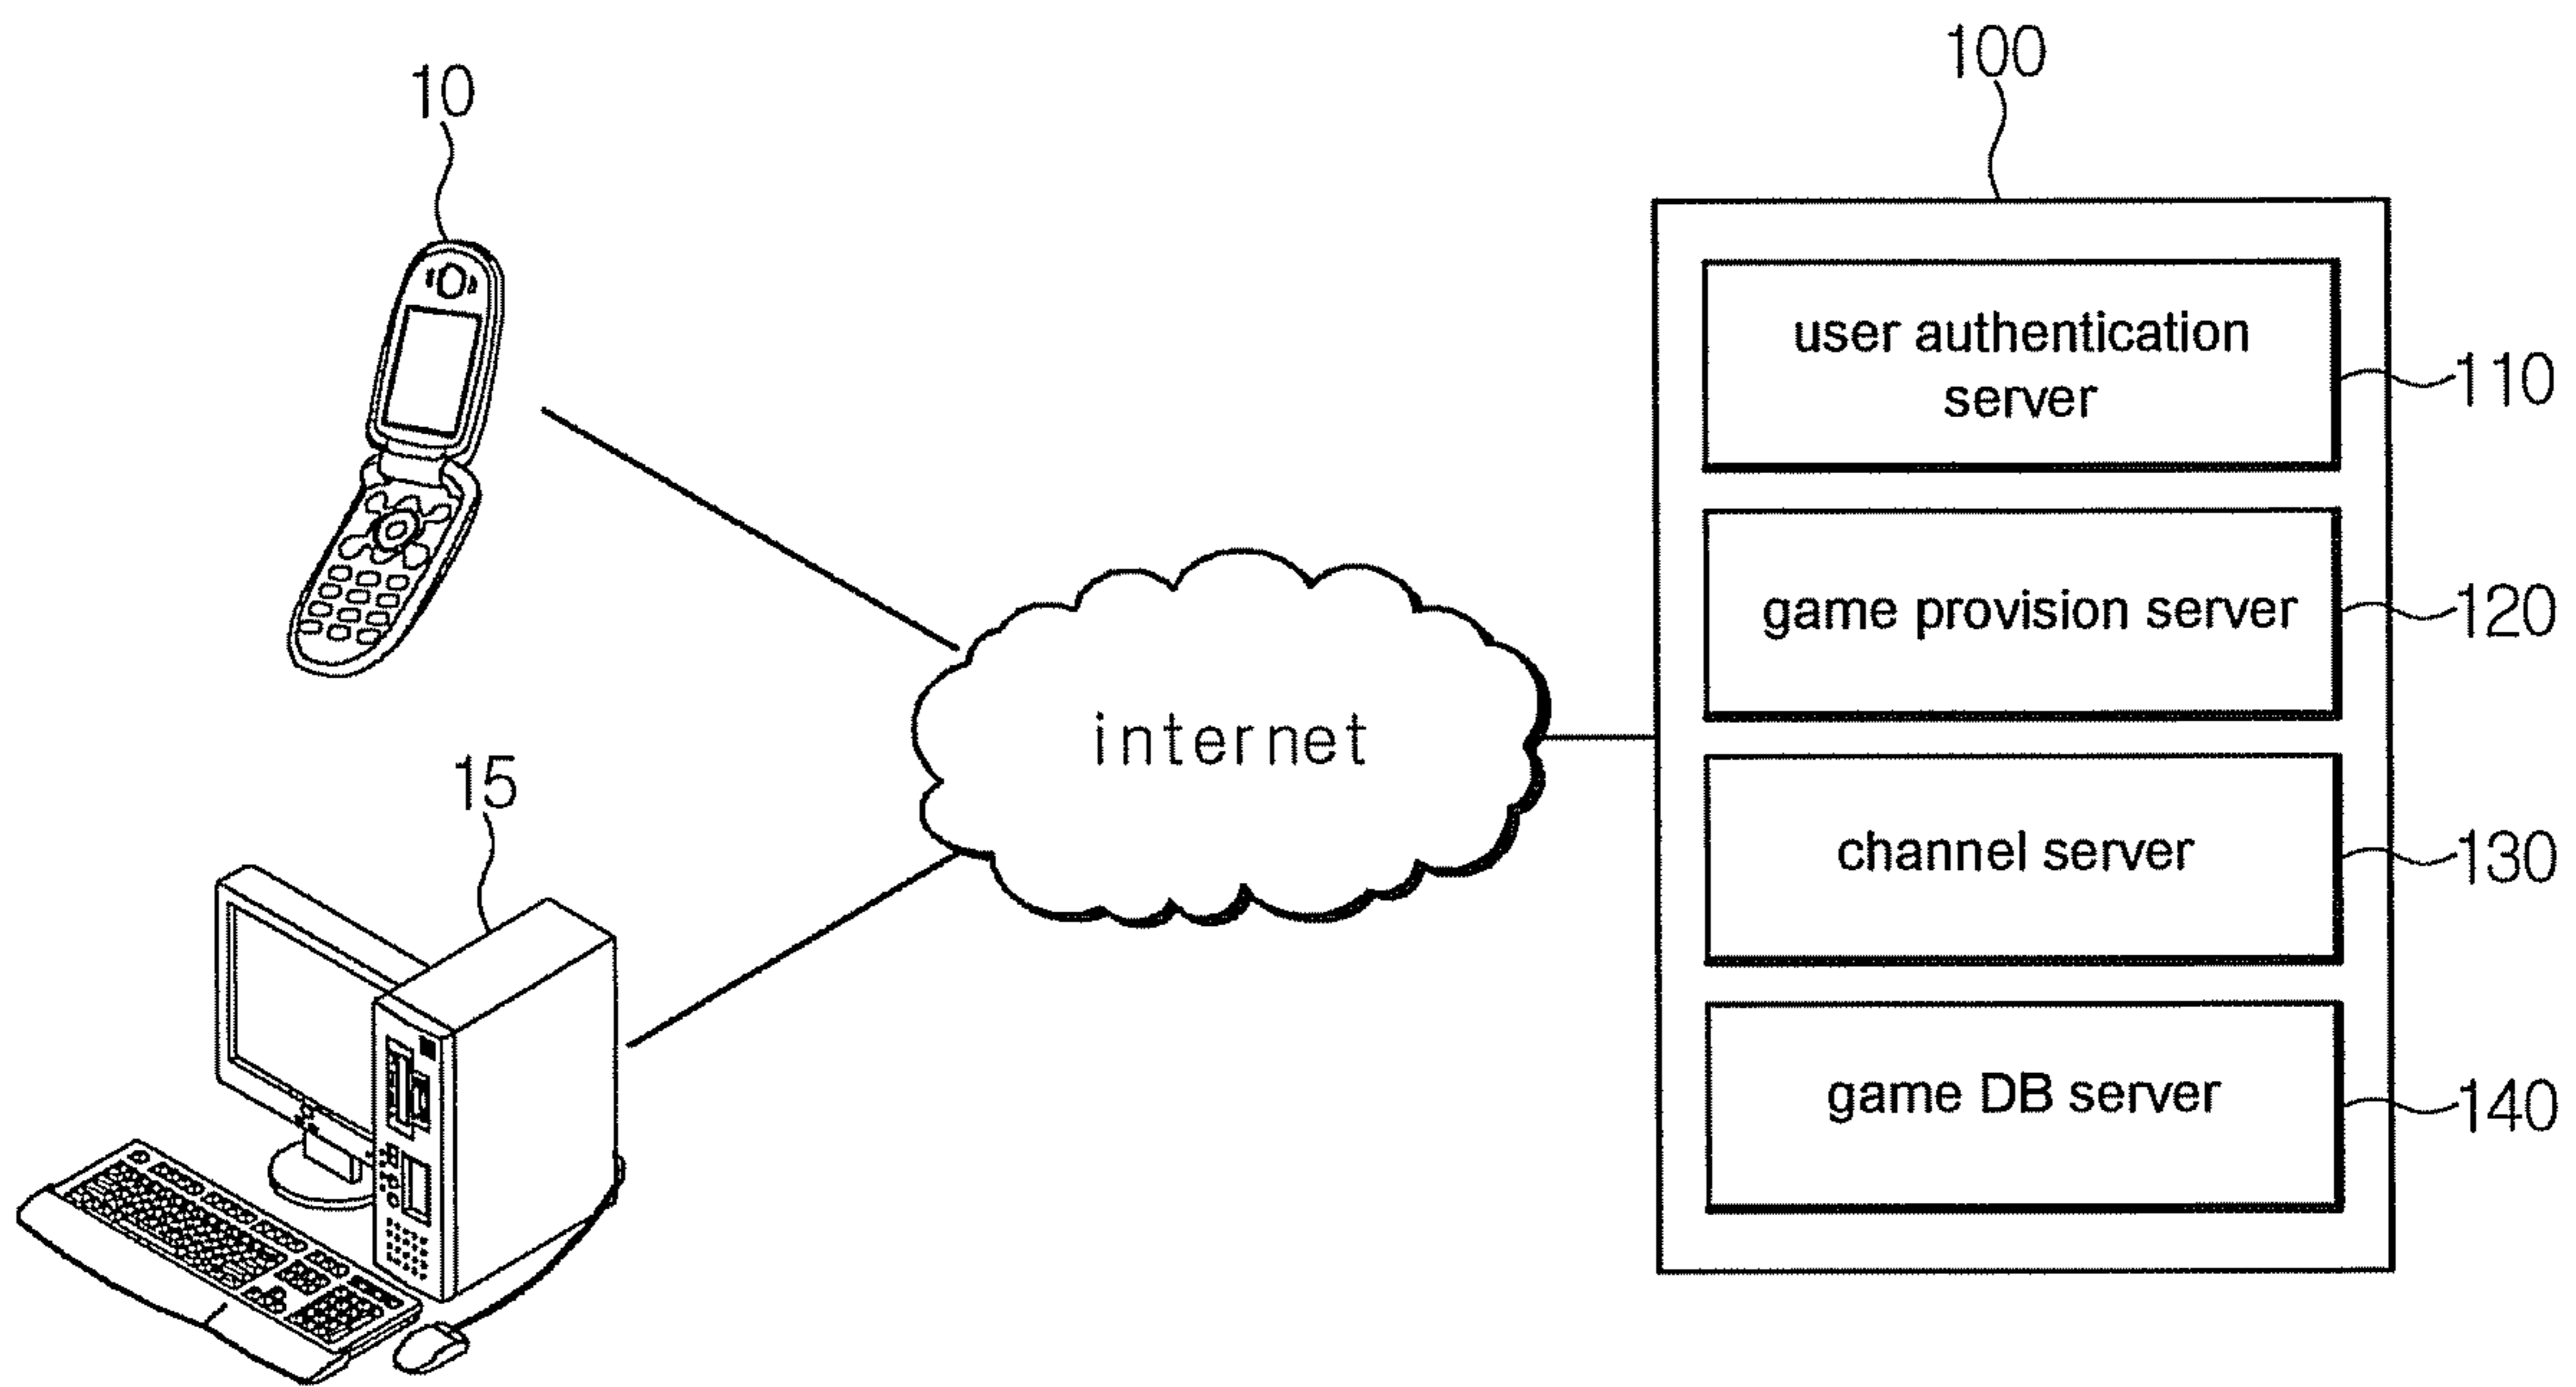 100
10
user authentication
server
110
game provision server
120
internet
15
channel server
130
game DB server
140